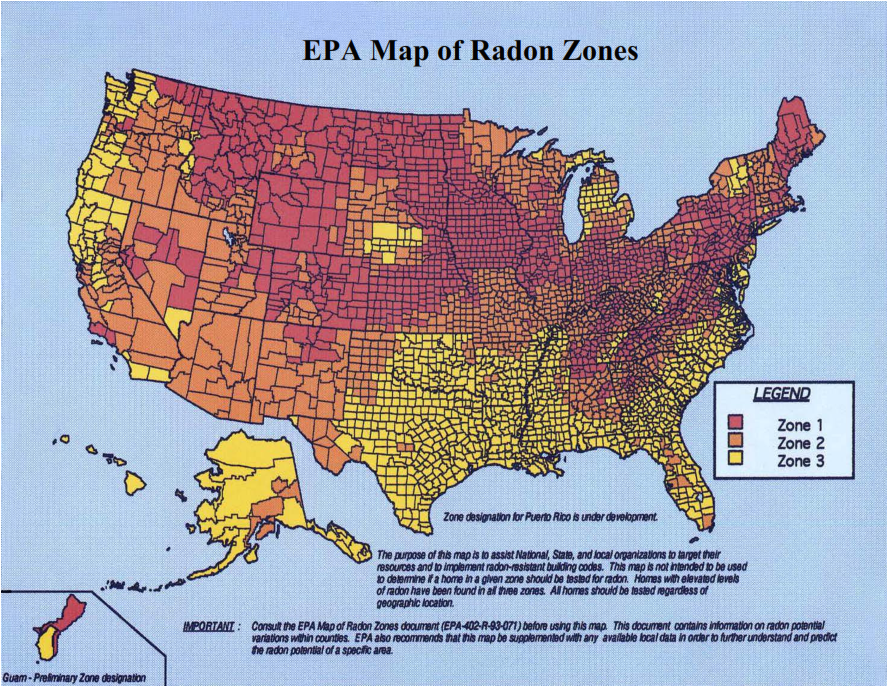 EPA Map of Radon Zones
LEGEND
Zone 1
Zone 2
Zone 3
Zone designation for Puerto Rico is under development.
The purpose of this map is to assist National, State, and local organizations to target their
resources and to implement radon-resistant building codes. This map is not intended to be used
to determine if a home in a given zone should be tested for radon. Homes with elevated levels
of radon have been found in all three zones. All homes should be tested regardless of
geographic location.
IMPORTANT : Consult the EPA Map of Radon Zones document (EPA-402-R-93-071) before using this map. This document contains information on radon potential
variations within counties. EPA also recommends that this map be supplemented with any available local data in order to further understand and predict
the radon potential of a specific area.
Guam - Preliminary Zone designation